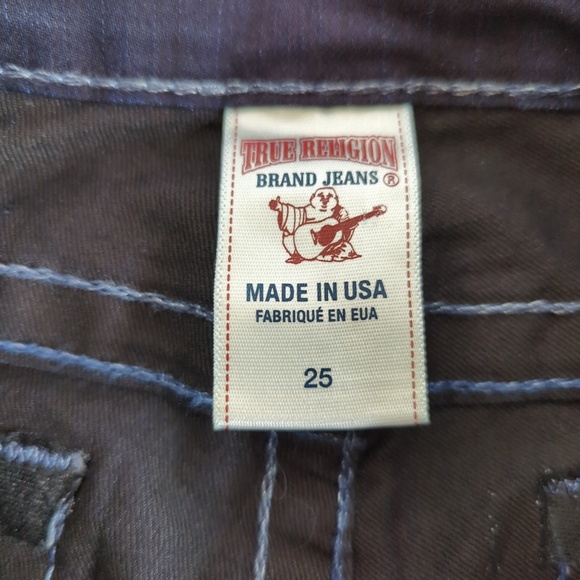 TRUE RELIGION
BRAND JEANS ®
MADE IN USA
FABRIQUÉ EN EUA
25